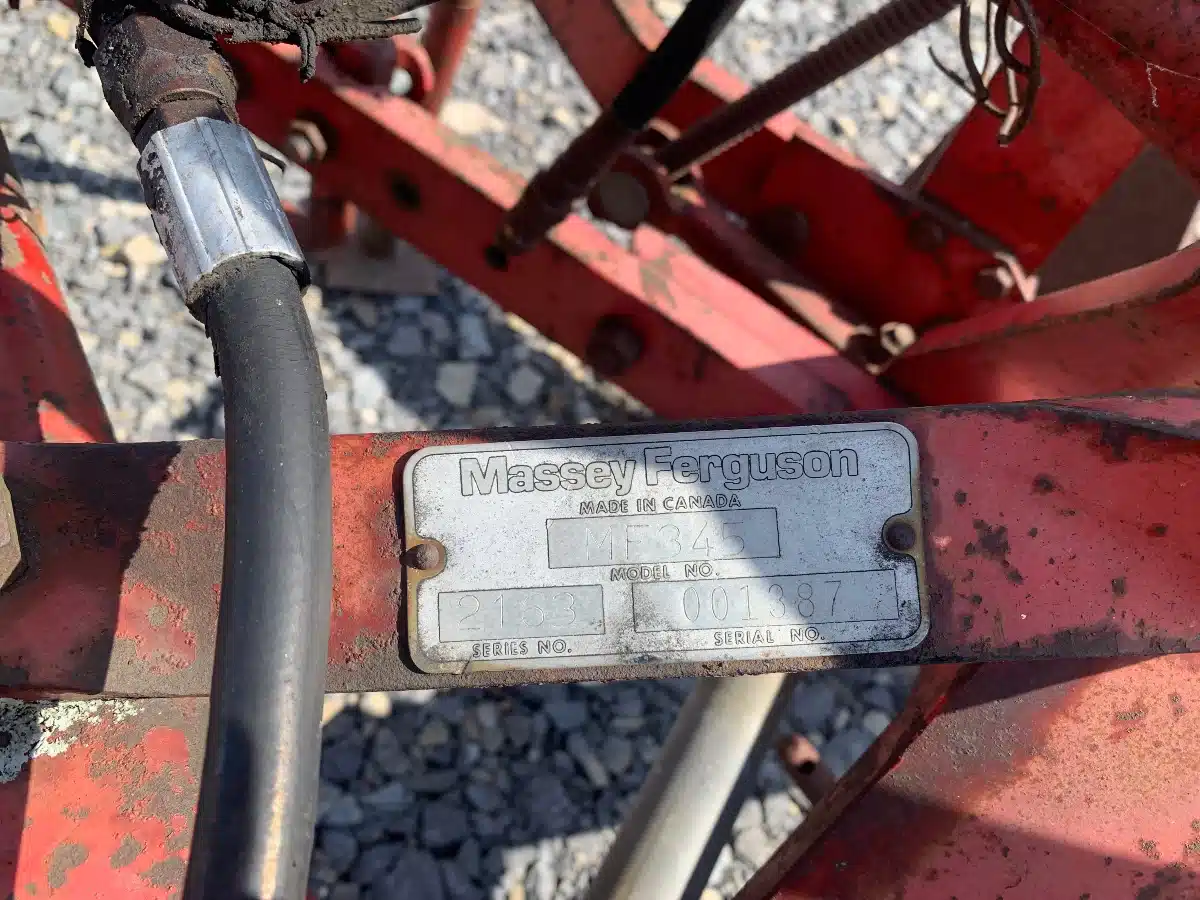 Massey Ferguson
MADE IN CANADA
MF345
MODEL NO.
2153 001387
SERIES NO. SERIAL NO.